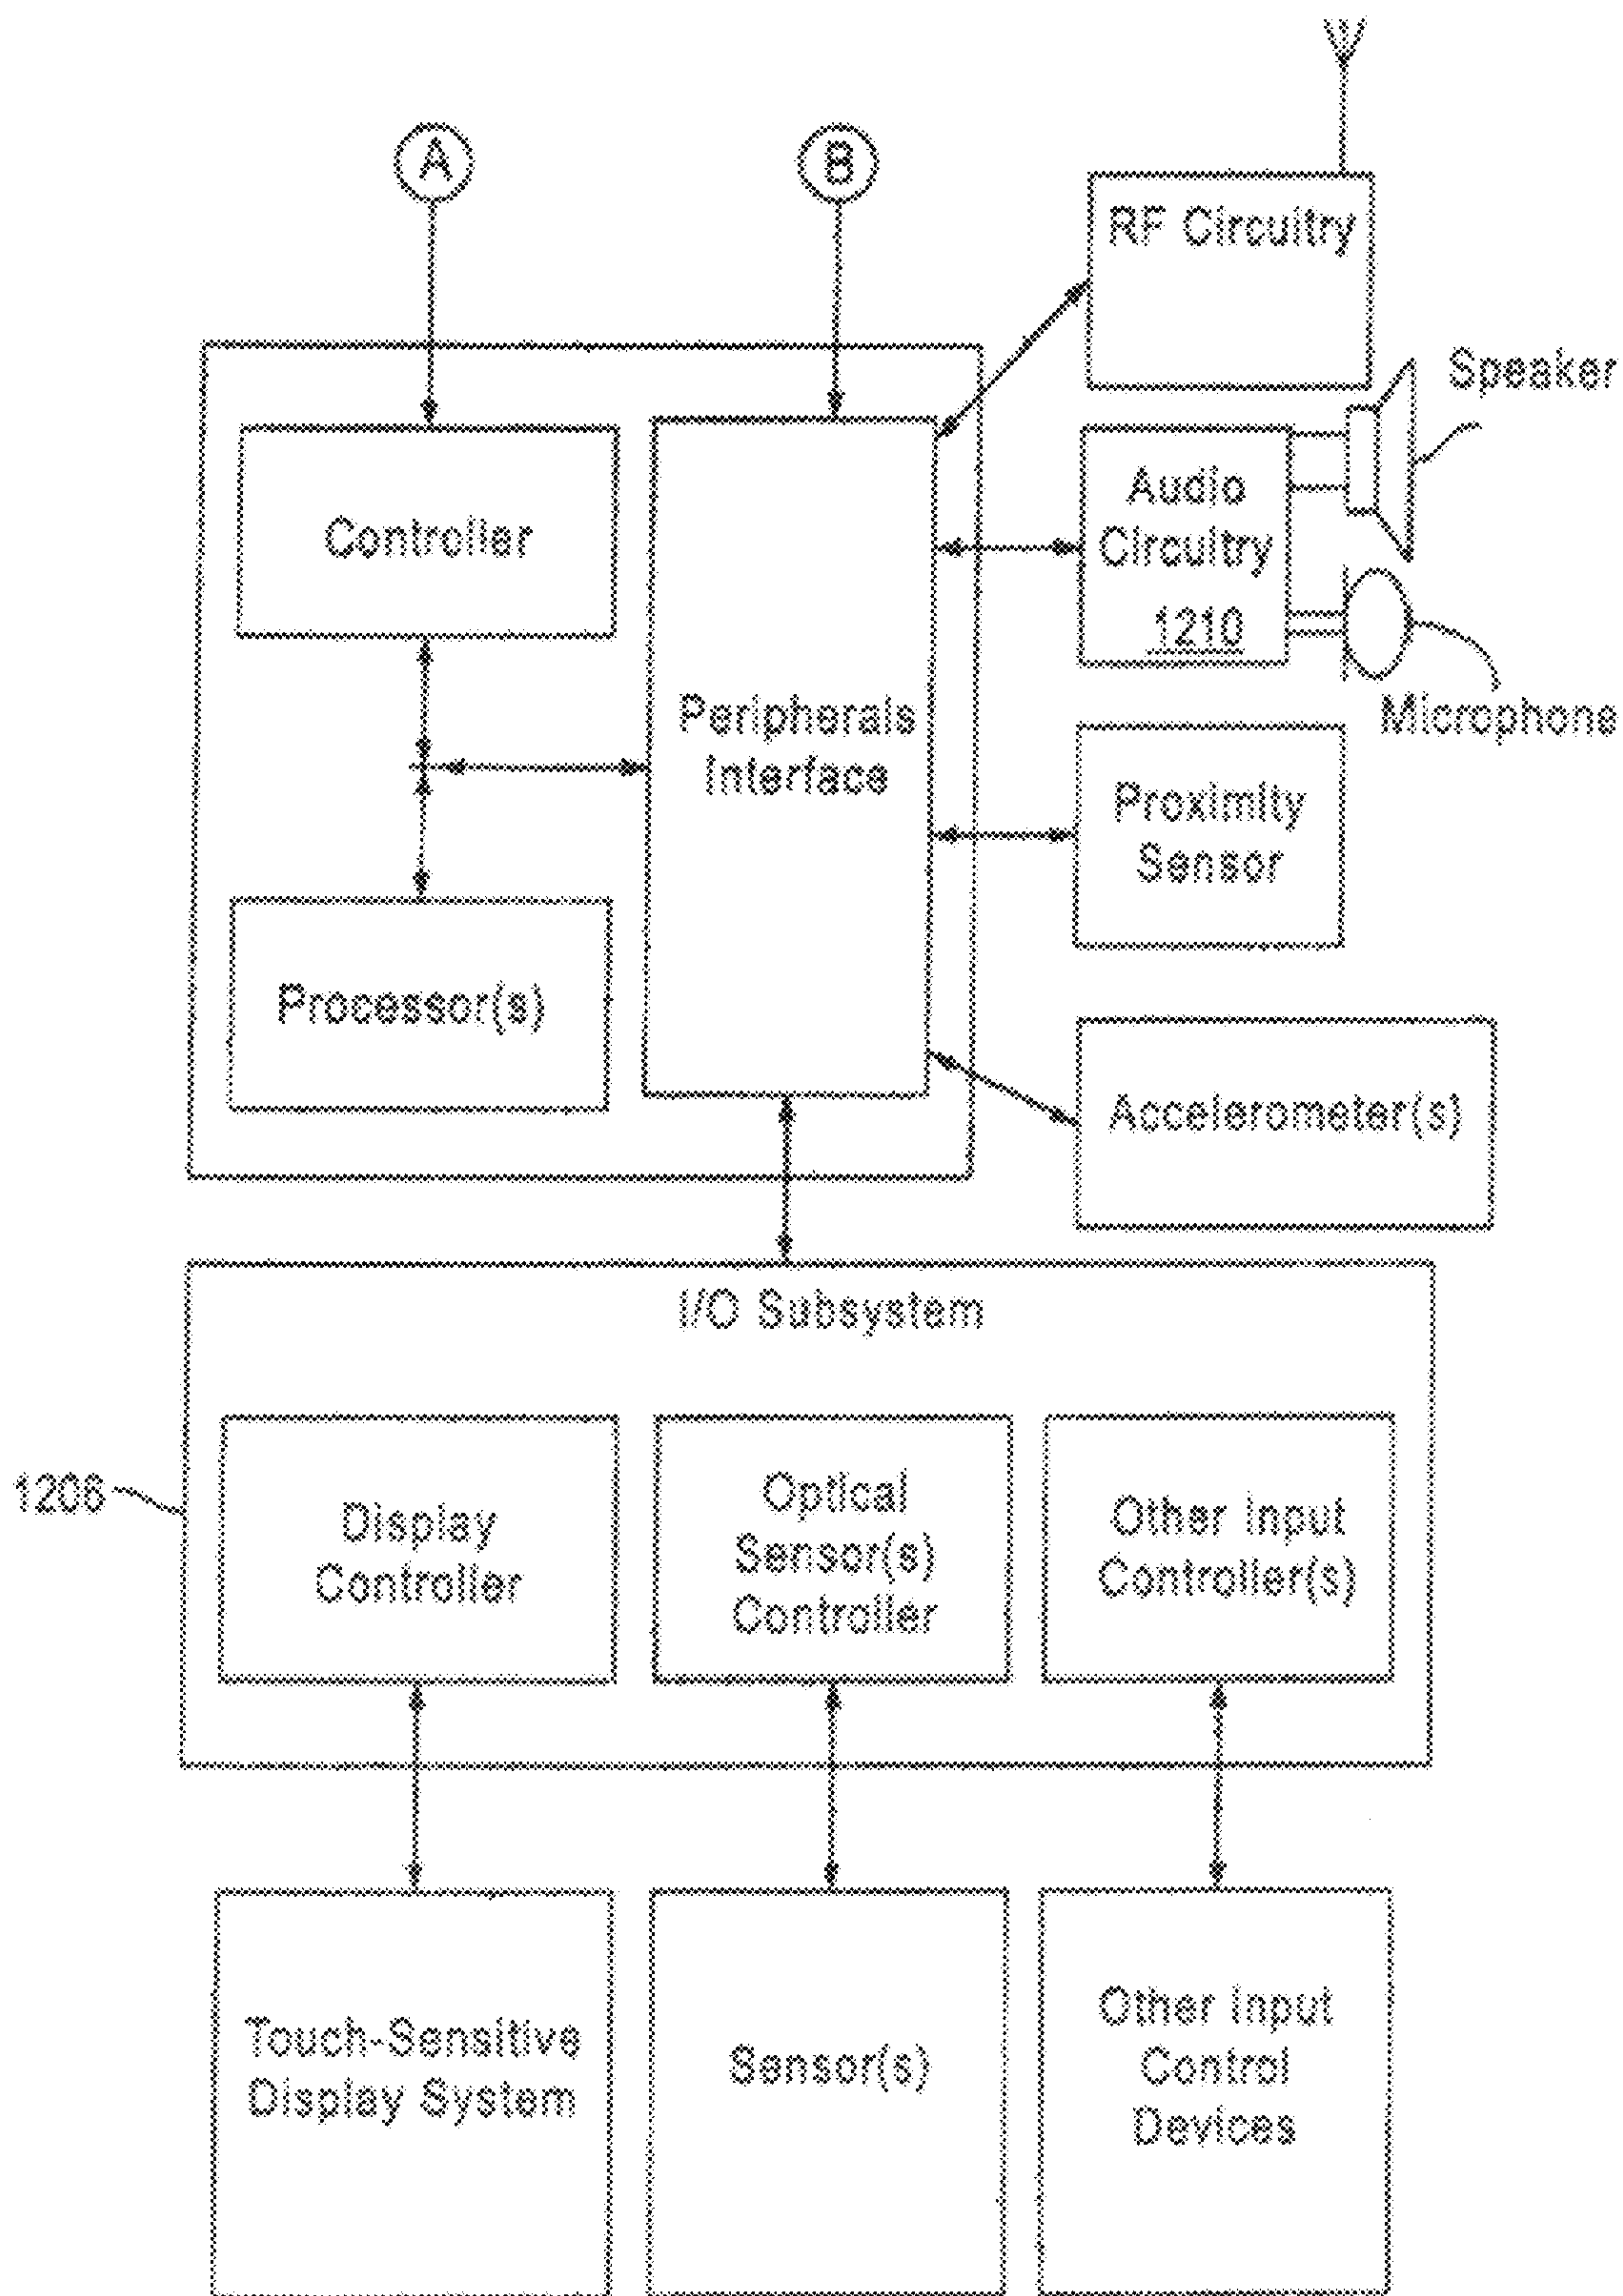 A
B
RF Circuitry
Speaker
Controller
Audio
Circuitry
1210
Microphone
Peripherals
Interface
Proximity
Sensor
Processor(s)
Accelerometer(s)
I/O Subsystem
1206
Display
Controller
Optical
Sensor(s)
Controller
Other Input
Controller(s)
Touch-Sensitive
Display System
Sensor(s)
Other Input
Control
Devices